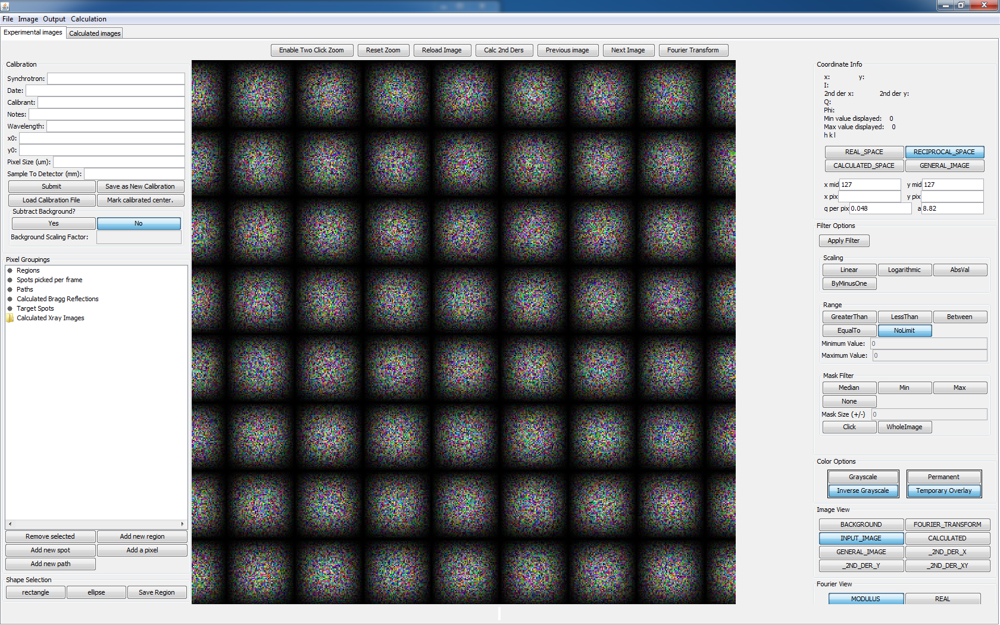 File Image Output Calculation
Experimental images Calculated images
Enable Two Click Zoom Reset Zoom Reload Image Calc 2nd Ders Previous image Next Image Fourier Transform
Calibration
Synchrotron:
Date:
Calibrant:
Notes:
Wavelength:
x0:
y0:
Pixel Size (um):
Sample To Detector (mm):
Submit Save as New Calibration
Load Calibration File Mark calibrated center.
Subtract Background?
Yes No
Background Scaling Factor:
Pixel Groupings
Regions
Spots picked per frame
Paths
Calculated Bragg Reflections
Target Spots
Calculated Xray Images
Remove selected Add new region
Add new spot Add a pixel
Add new path
Shape Selection
rectangle ellipse Save Region
Coordinate Info
x: y:
I:
2nd der x: 2nd der y:
Q:
Phi:
Min value displayed: 0
Max value displayed: 0
h k l
REAL_SPACE RECIPROCAL_SPACE
CALCULATED_SPACE GENERAL_IMAGE
x mid 127 y mid 127
x pix y pix
q per pix 0.048 a 8.82
Filter Options
Apply Filter
Scaling
Linear Logarithmic AbsVal
ByMinusOne
Range
GreaterThan LessThan Between
EqualTo NoLimit
Minimum Value: 0
Maximum Value: 0
Mask Filter
Median Min Max
None
Mask Size (+/-) 0
Click WholeImage
Color Options
Grayscale Permanent
Inverse Grayscale Temporary Overlay
Image View
BACKGROUND FOURIER_TRANSFORM
INPUT_IMAGE CALCULATED
GENERAL_IMAGE _2ND_DER_X
_2ND_DER_Y _2ND_DER_XY
Fourier View
MODULUS REAL